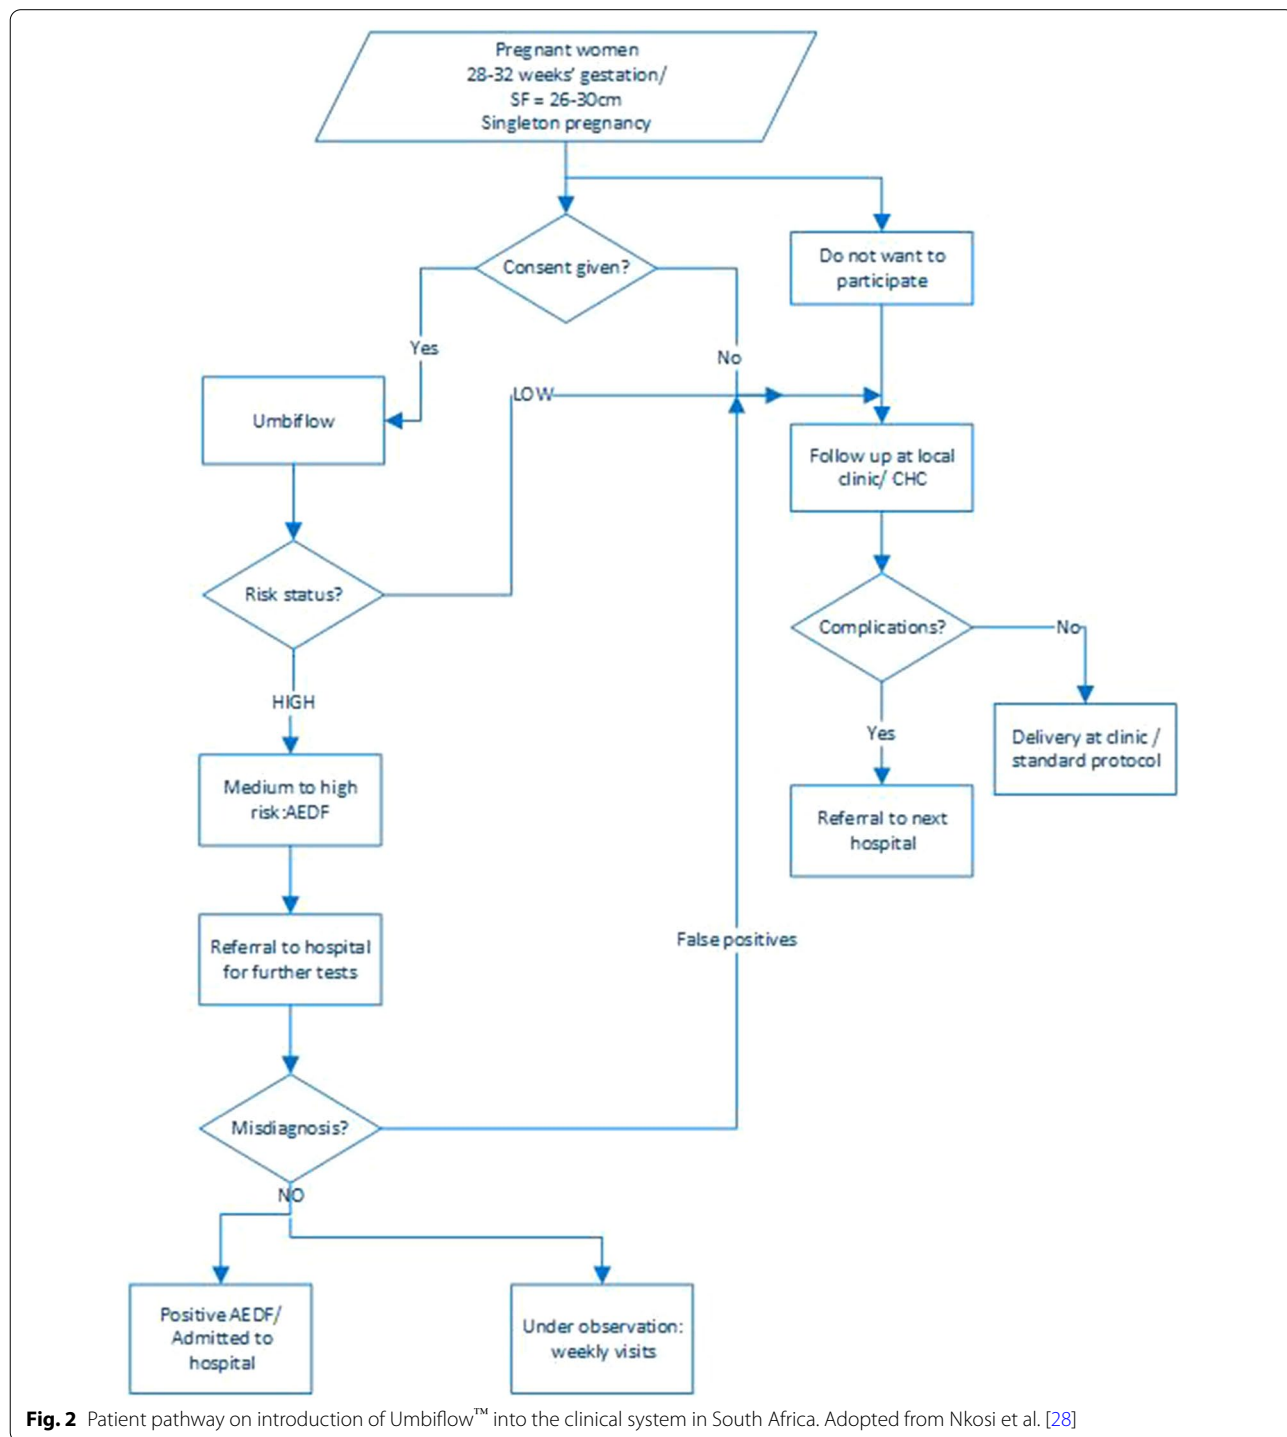 Pregnant women
28-32 weeks' gestation/
SF = 26-30cm
Singleton pregnancy
Consent given?
Do not want to
participate
Yes
No
LOW
Umbiflow
Follow up at local
clinic/ CHC
Risk status?
Complications?
No
HIGH
Yes
Medium to high
risk:AEDF
Delivery at clinic /
standard protocol
Referral to next
hospital
Referral to hospital
for further tests
False positives
Misdiagnosis?
NO
Positive AEDF/
Admitted to
hospital
Under observation:
weekly visits
Fig. 2 Patient pathway on introduction of Umbiflow™ into the clinical system in South Africa. Adopted from Nkosi et al. [28]